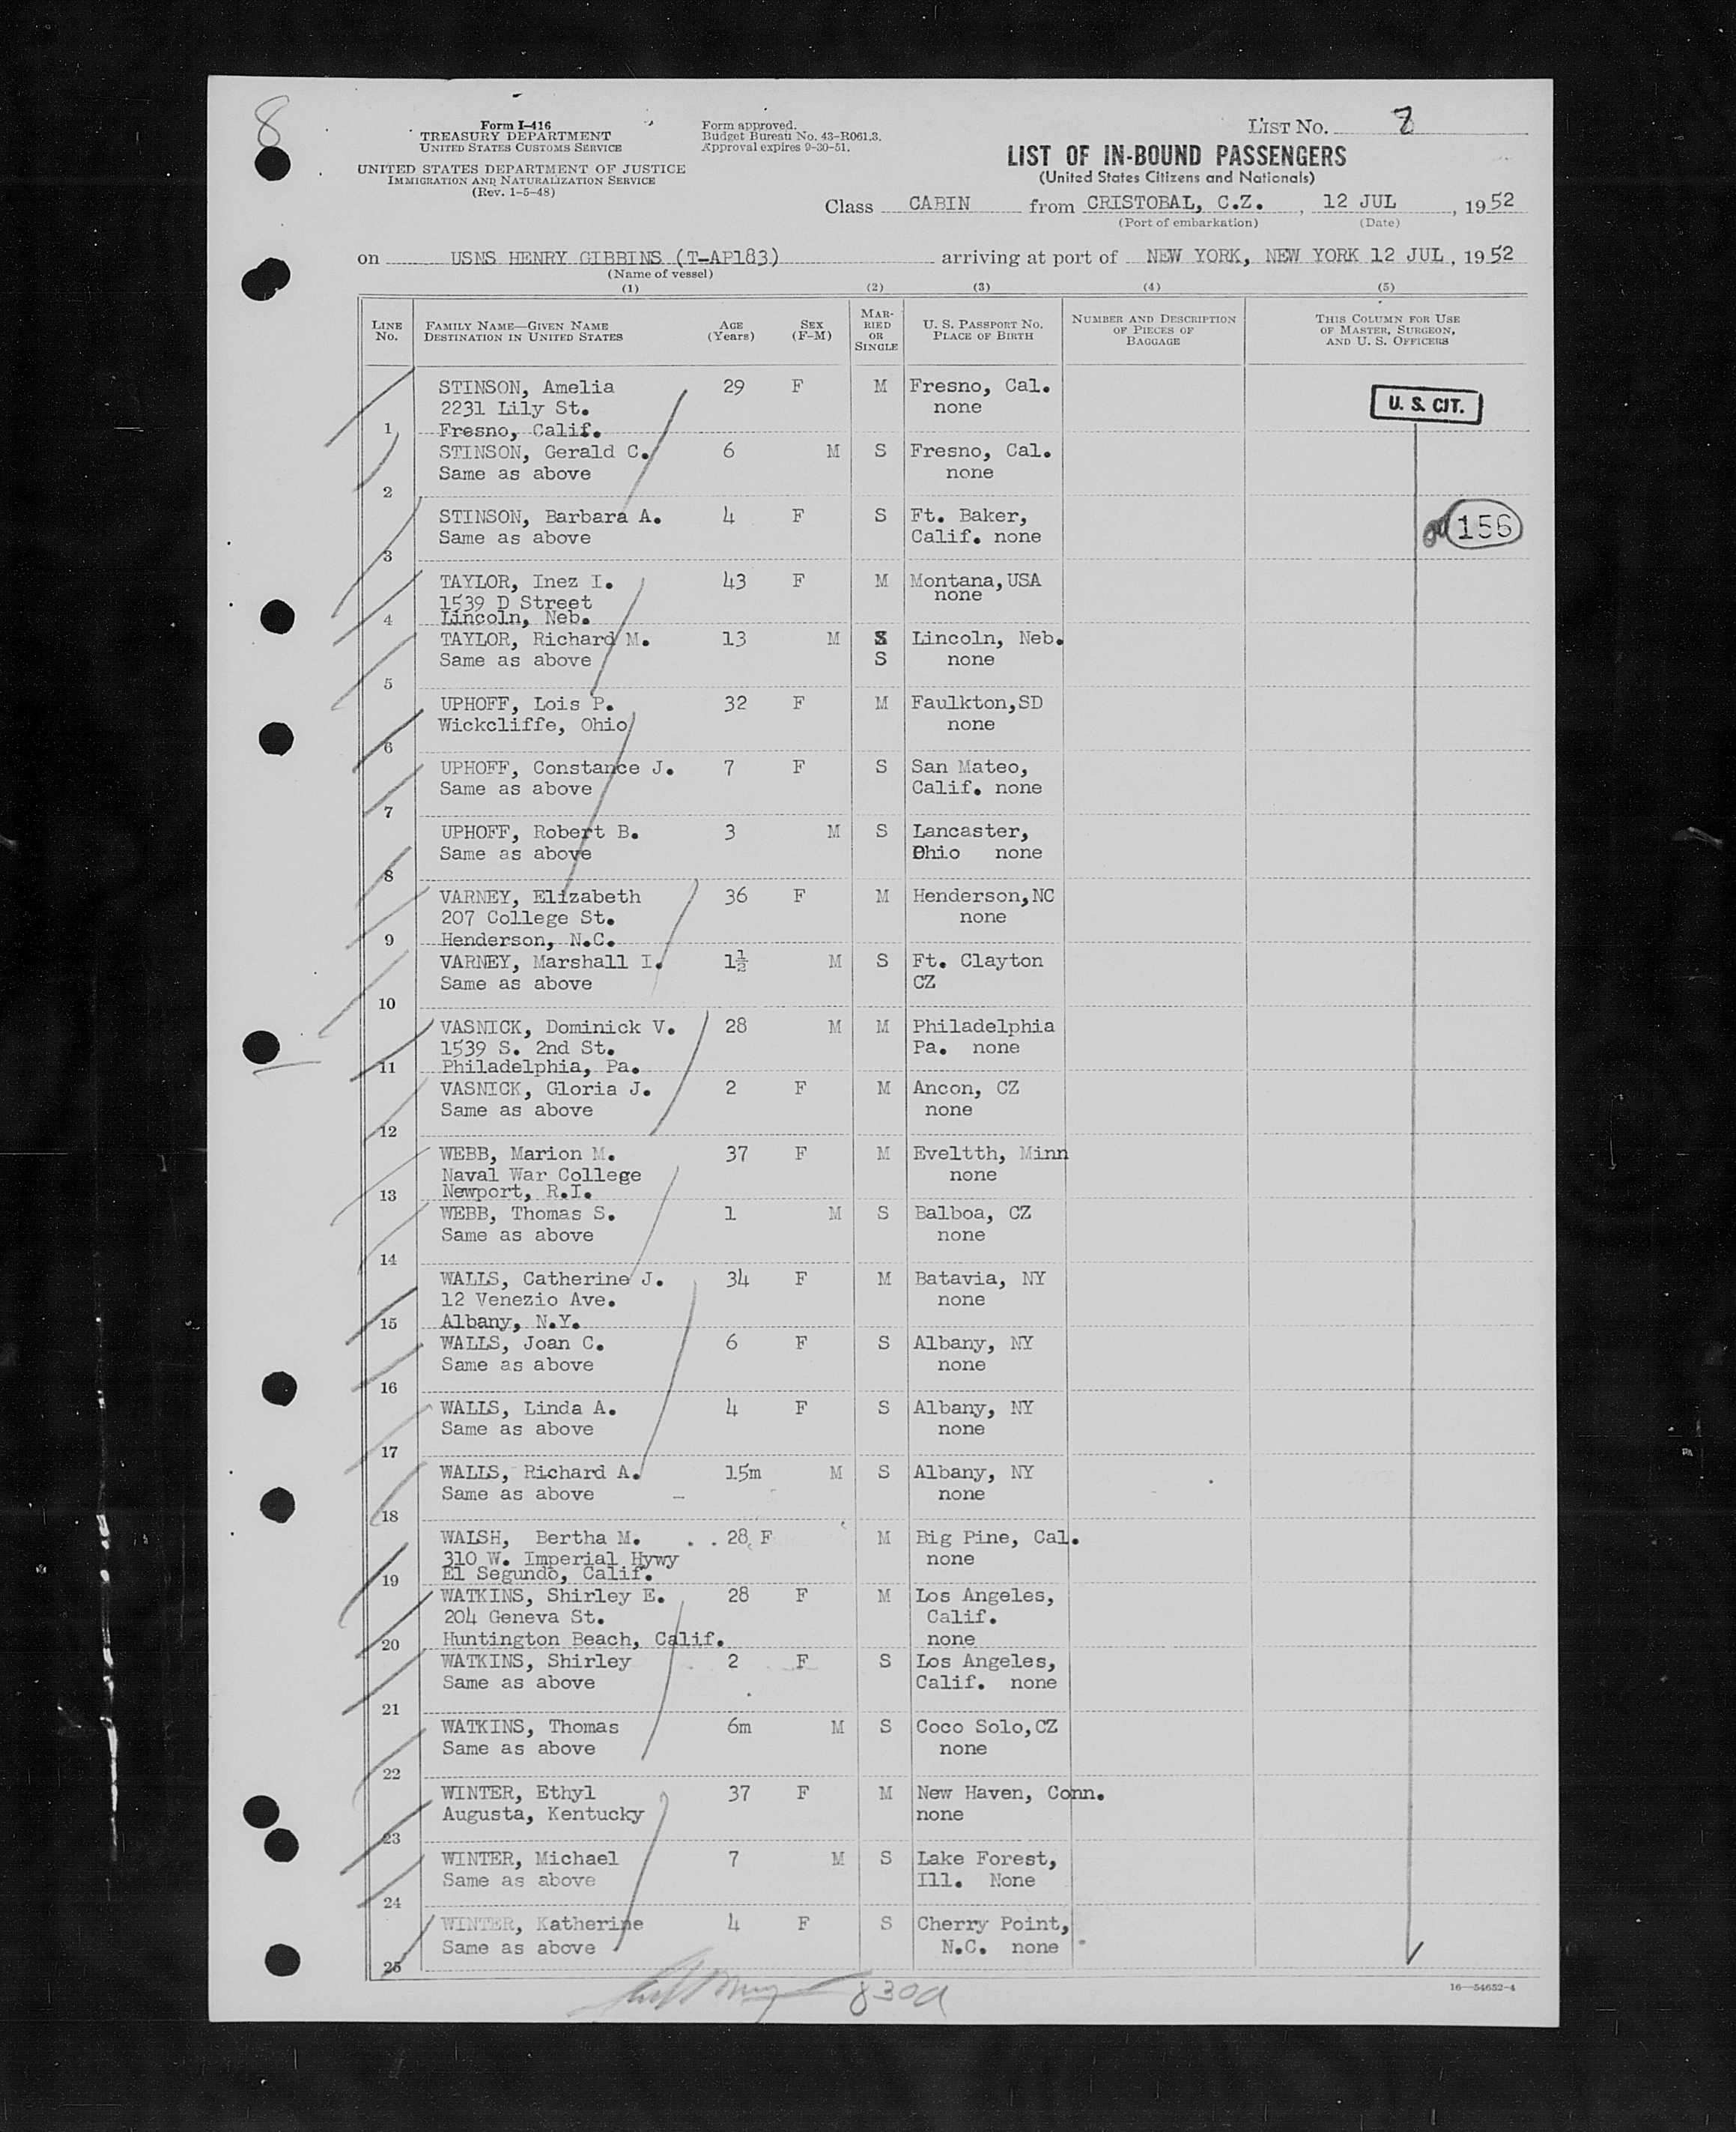 8
Form I-416
TREASURY DEPARTMENT
UNITED STATES CUSTOMS SERVICE
UNITED STATES DEPARTMENT OF JUSTICE
IMMIGRATION AND NATURALIZATION SERVICE
(Rev. 1-5-48)
Form approved.
Budget Bureau No. 43-R061.3.
Approval expires 9-30-51.
LIST No.
LIST OF IN-BOUND PASSENGERS
(United States Citizens and Nationals)
Class CABIN from CRISTOBAL, C.Z. , 12 JUL , 1952
(Port of embarkation) (Date)
on USNS HENRY GIBBINS (T-AP183) arriving at port of NEW YORK, NEW YORK 12 JUL , 1952
(Name of vessel)
(1) (2) (3) (4) (5)
LINE No. FAMILY NAME—GIVEN NAME DESTINATION IN UNITED STATES AGE (Years) SEX (F-M) MARRIED OR SINGLE U. S. PASSPORT No. PLACE OF BIRTH NUMBER AND DESCRIPTION OF PIECES OF BAGGAGE THIS COLUMN FOR USE OF MASTER, SURGEON, AND U. S. OFFICERS
STINSON, Amelia 29 F M Fresno, Cal.
2231 Lily St. none U. S. CIT.
1 Fresno, Calif.
STINSON, Gerald C. 6 M S Fresno, Cal.
Same as above none
2
STINSON, Barbara A. 4 F S Ft. Baker, 156
Same as above Calif. none
3
TAYLOR, Inez I. 43 F M Montana, USA
1539 D Street none
4 Lincoln, Neb.
TAYLOR, Richard M. 13 M S Lincoln, Neb.
Same as above S none
5
UPHOFF, Lois P. 32 F M Faulkton,SD
Wickcliffe, Ohio none
6
UPHOFF, Constance J. 7 F S San Mateo,
Same as above Calif. none
7
UPHOFF, Robert B. 3 M S Lancaster,
Same as above Ohio none
8
VARNEY, Elizabeth 36 F M Henderson,NC
207 College St. none
9 Henderson, N.C.
VARNEY, Marshall I. 1½ M S Ft. Clayton
Same as above CZ
10
VASNICK, Dominick V. 28 M M Philadelphia
1539 S. 2nd St. Pa. none
11 Philadelphia, Pa.
VASNICK, Gloria J. 2 F M Ancon, CZ
Same as above none
12
WEBB, Marion M. 37 F M Eveltth, Minn
Naval War College none
13 Newport, R.I.
WEBB, Thomas S. 1 M S Balboa, CZ
Same as above none
14
WALLS, Catherine J. 34 F M Batavia, NY
12 Venezio Ave. none
15 Albany, N.Y.
WALLS, Joan C. 6 F S Albany, NY
Same as above none
16
WALLS, Linda A. 4 F S Albany, NY
Same as above none
17
WALLS, Richard A. 15m M S Albany, NY
Same as above none
18
WALSH, Bertha M. . . 28 F M Big Pine, Cal.
310 W. Imperial Hywy none
19 El Segundo, Calif.
WATKINS, Shirley E. 28 F M Los Angeles,
204 Geneva St. Calif.
20 Huntington Beach, Calif. none
WATKINS, Shirley 2 F S Los Angeles,
Same as above Calif. none
21
WATKINS, Thomas 6m M S Coco Solo,CZ
Same as above none
22
WINTER, Ethyl 37 F M New Haven, Conn.
Augusta, Kentucky none
23
WINTER, Michael 7 M S Lake Forest,
Same as above Ill. None
24
WINTER, Katherine 4 F S Cherry Point,
Same as above N.C. none
25
830a
16—54652-4